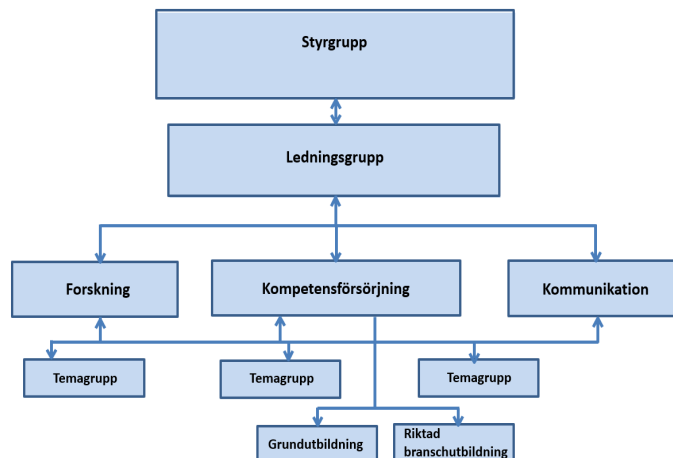 Styrgrupp
Ledningsgrupp
Forskning
Kompetensförsörjning
Kommunikation
Temagrupp
Temagrupp
Temagrupp
Grundutbildning
Riktad
branschutbildning